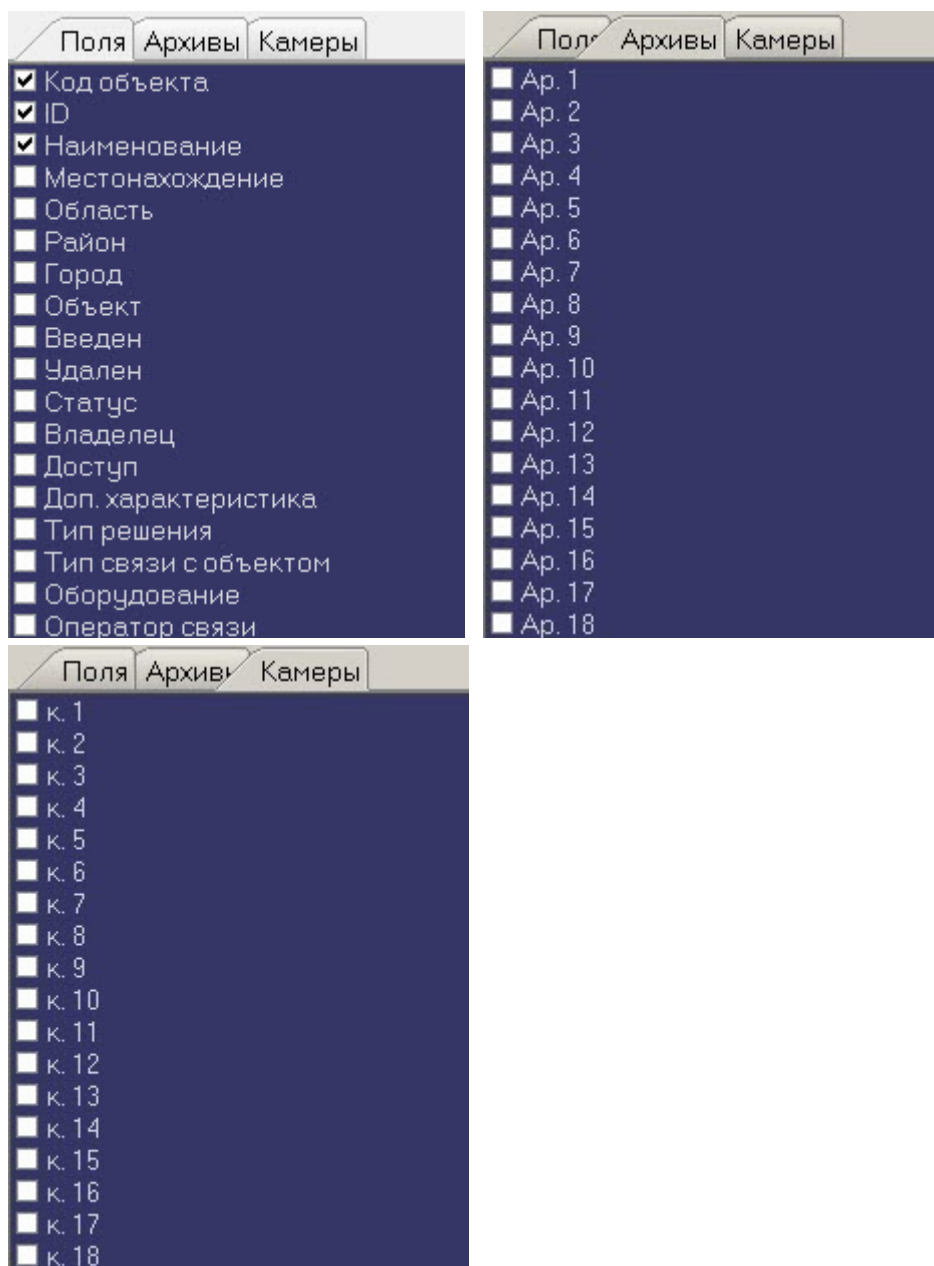 Поля Архивы Камеры
Код объекта
ID
Наименование
Местонахождение
Область
Район
Город
Объект
Введен
Удален
Статус
Владелец
Доступ
Доп. характеристика
Тип решения
Тип связи с объектом
Оборудование
Оператор связи
Поля Архивы Камеры
Ар. 1
Ар. 2
Ар. 3
Ар. 4
Ар. 5
Ар. 6
Ар. 7
Ар. 8
Ар. 9
Ар. 10
Ар. 11
Ар. 12
Ар. 13
Ар. 14
Ар. 15
Ар. 16
Ар. 17
Ар. 18
Поля Архивы Камеры
к. 1
к. 2
к. 3
к. 4
к. 5
к. 6
к. 7
к. 8
к. 9
к. 10
к. 11
к. 12
к. 13
к. 14
к. 15
к. 16
к. 17
к. 18